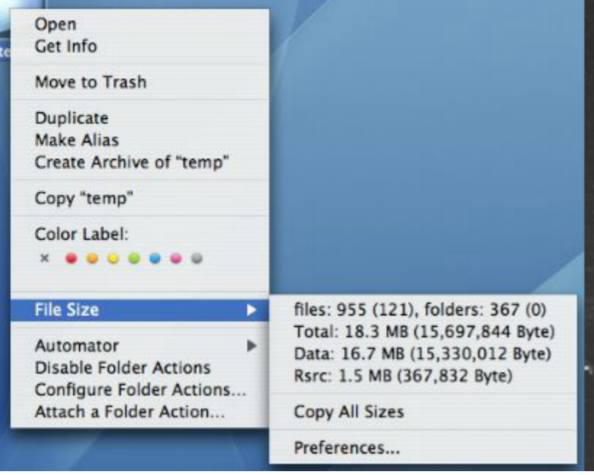 Open
Get Info
Move to Trash
Duplicate
Make Alias
Create Archive of “temp”
Copy “temp”
Color Label:
×
File Size
files: 955 (121), folders: 367 (0)
Total: 18.3 MB (15,697,844 Byte)
Data: 16.7 MB (15,330,012 Byte)
Rsrc: 1.5 MB (367,832 Byte)
Copy All Sizes
Preferences...
Automator
Disable Folder Actions
Configure Folder Actions...
Attach a Folder Action...